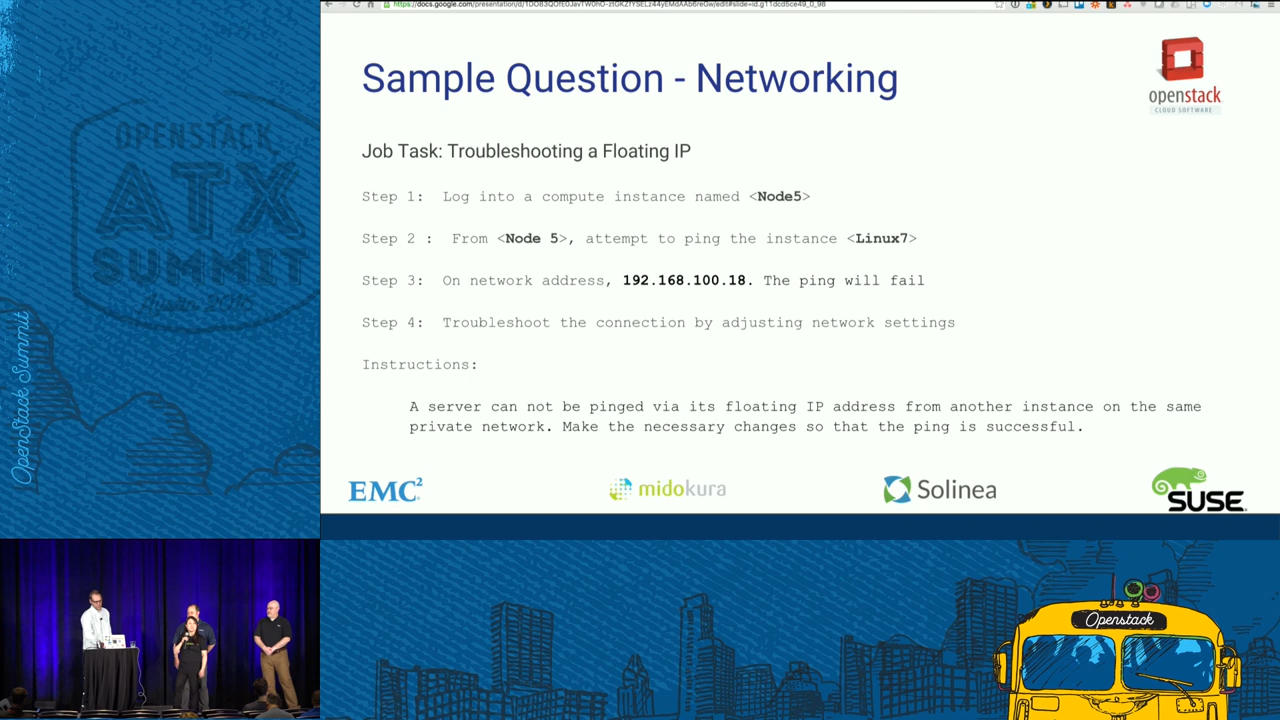 Sample Question - Networking
openstack
CLOUD SOFTWARE
Job Task: Troubleshooting a Floating IP
Step 1: Log into a compute instance named <Node5>
Step 2 : From <Node 5>, attempt to ping the instance <Linux7>
Step 3: On network address, 192.168.100.18. The ping will fail
Step 4: Troubleshoot the connection by adjusting network settings
Instructions:
A server can not be pinged via its floating IP address from another instance on the same
private network. Make the necessary changes so that the ping is successful.
EMC²
midokura
Solinea
SUSE
OPENSTACK
ATX
SUMMIT
OpenStack Summit
Openstack